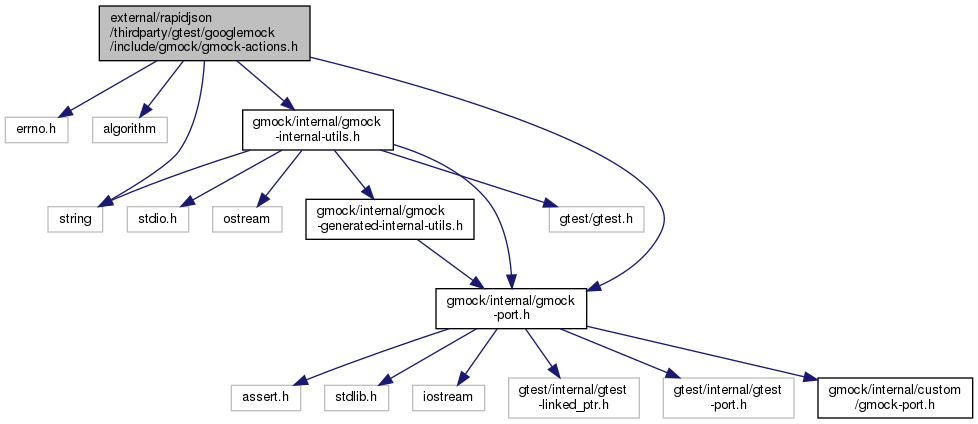 external/rapidjson
/thirdparty/gtest/googlemock
/include/gmock/gmock-actions.h
errno.h
algorithm
gmock/internal/gmock
-internal-utils.h
string
stdio.h
ostream
gmock/internal/gmock
-generated-internal-utils.h
gtest/gtest.h
gmock/internal/gmock
-port.h
assert.h
stdlib.h
iostream
gtest/internal/gtest
-linked_ptr.h
gtest/internal/gtest
-port.h
gmock/internal/custom
/gmock-port.h